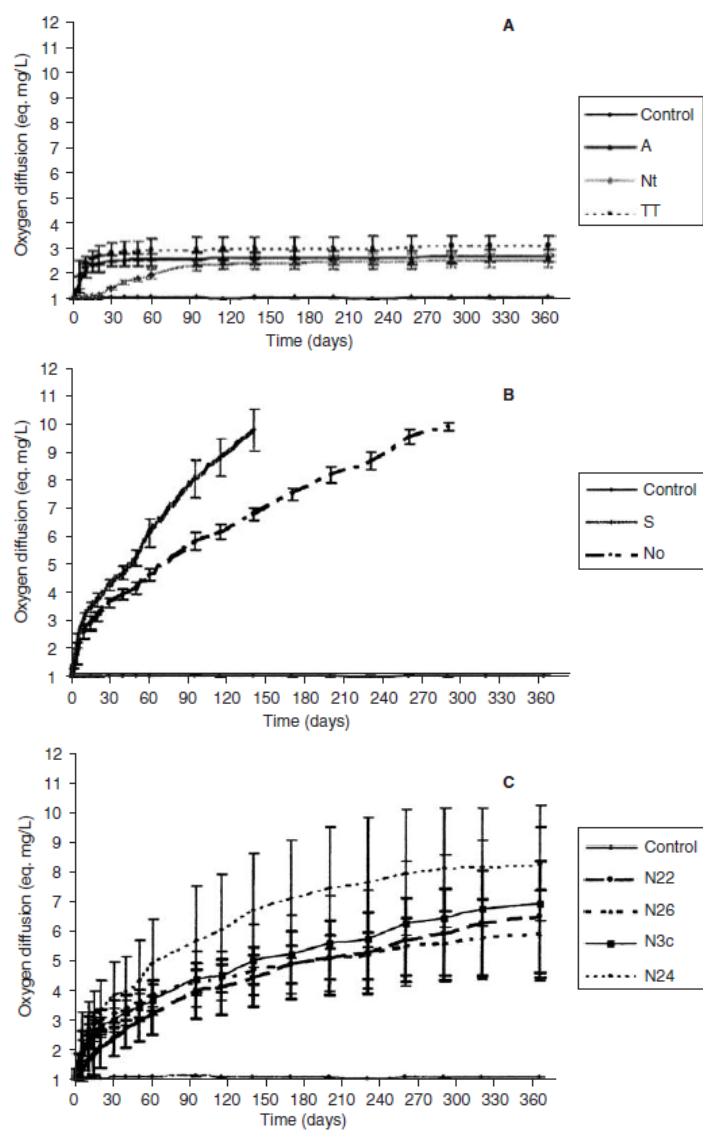 A
Oxygen diffusion (eq. mg/L)
12
11
10
9
8
7
6
5
4
3
2
1
0 30 60 90 120 150 180 210 240 270 300 330 360
Time (days)
Control
A
Nt
TT
B
Oxygen diffusion (eq. mg/L)
12
11
10
9
8
7
6
5
4
3
2
1
0 30 60 90 120 150 180 210 240 270 300 330 360
Time (days)
Control
S
No
C
Oxygen diffusion (eq. mg/L)
12
11
10
9
8
7
6
5
4
3
2
1
0 30 60 90 120 150 180 210 240 270 300 330 360
Time (days)
Control
N22
N26
N3c
N24